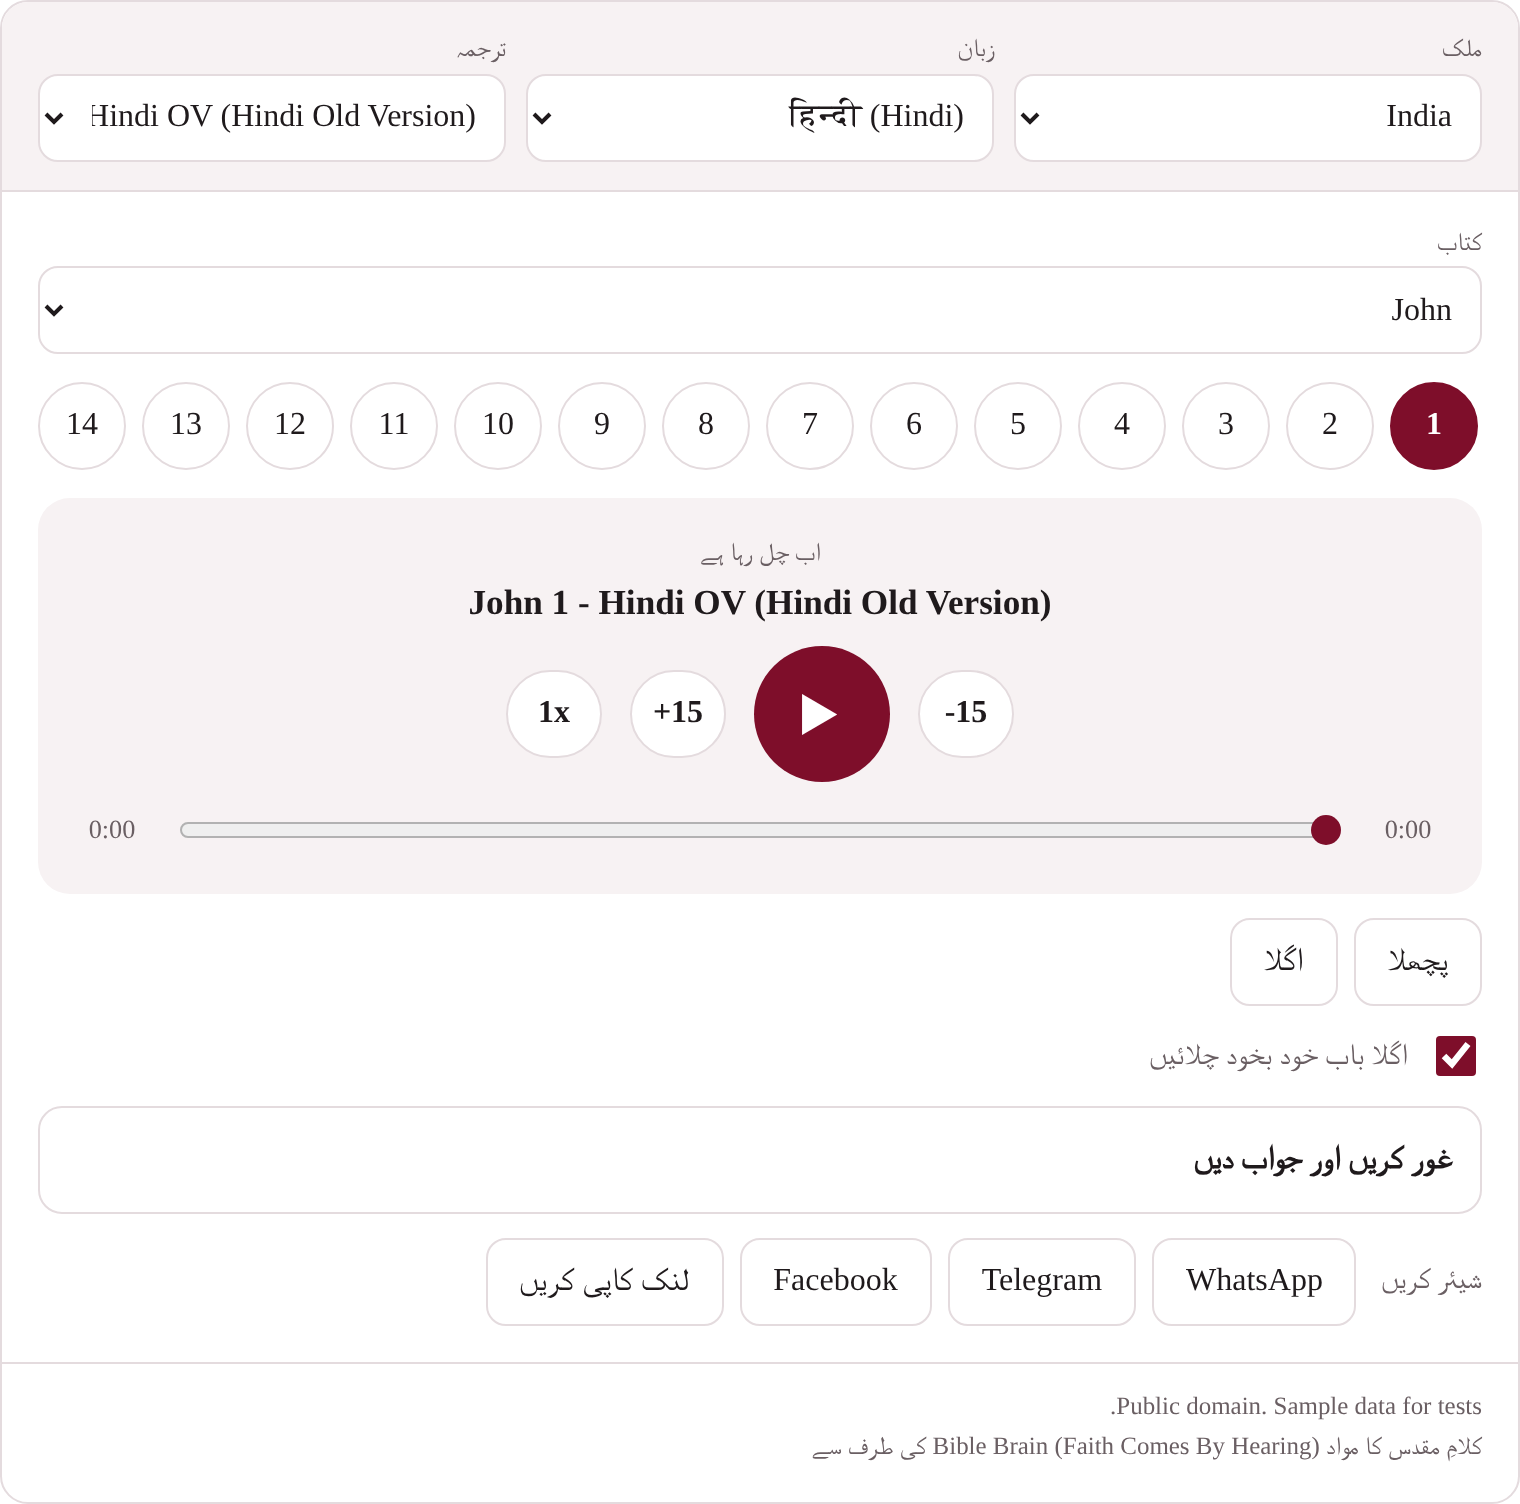 ملک
India
زبان
हिन्दी (Hindi)
ترجمہ
Hindi OV (Hindi Old Version)
کتاب
John
1 2 3 4 5 6 7 8 9 10 11 12 13 14
اب چل رہا ہے
John 1 - Hindi OV (Hindi Old Version)
-15
+15
1x
0:00
0:00
پچھلا
اگلا
اگلا باب خود بخود چلائیں
غور کریں اور جواب دیں
شیئر کریں
WhatsApp
Telegram
Facebook
لنک کاپی کریں
Public domain. Sample data for tests.
کلامِ مقدس کا مواد Bible Brain (Faith Comes By Hearing) کی طرف سے